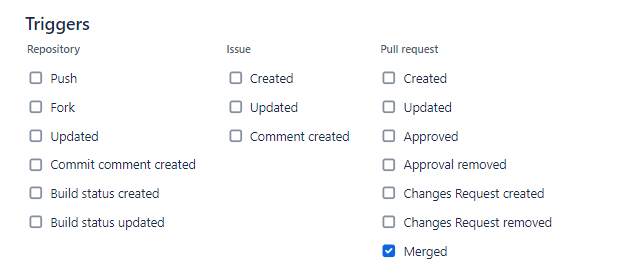 Triggers
Repository
Issue
Pull request
Push
Created
Created
Fork
Updated
Updated
Updated
Comment created
Approved
Commit comment created
Approval removed
Build status created
Changes Request created
Build status updated
Changes Request removed
Merged